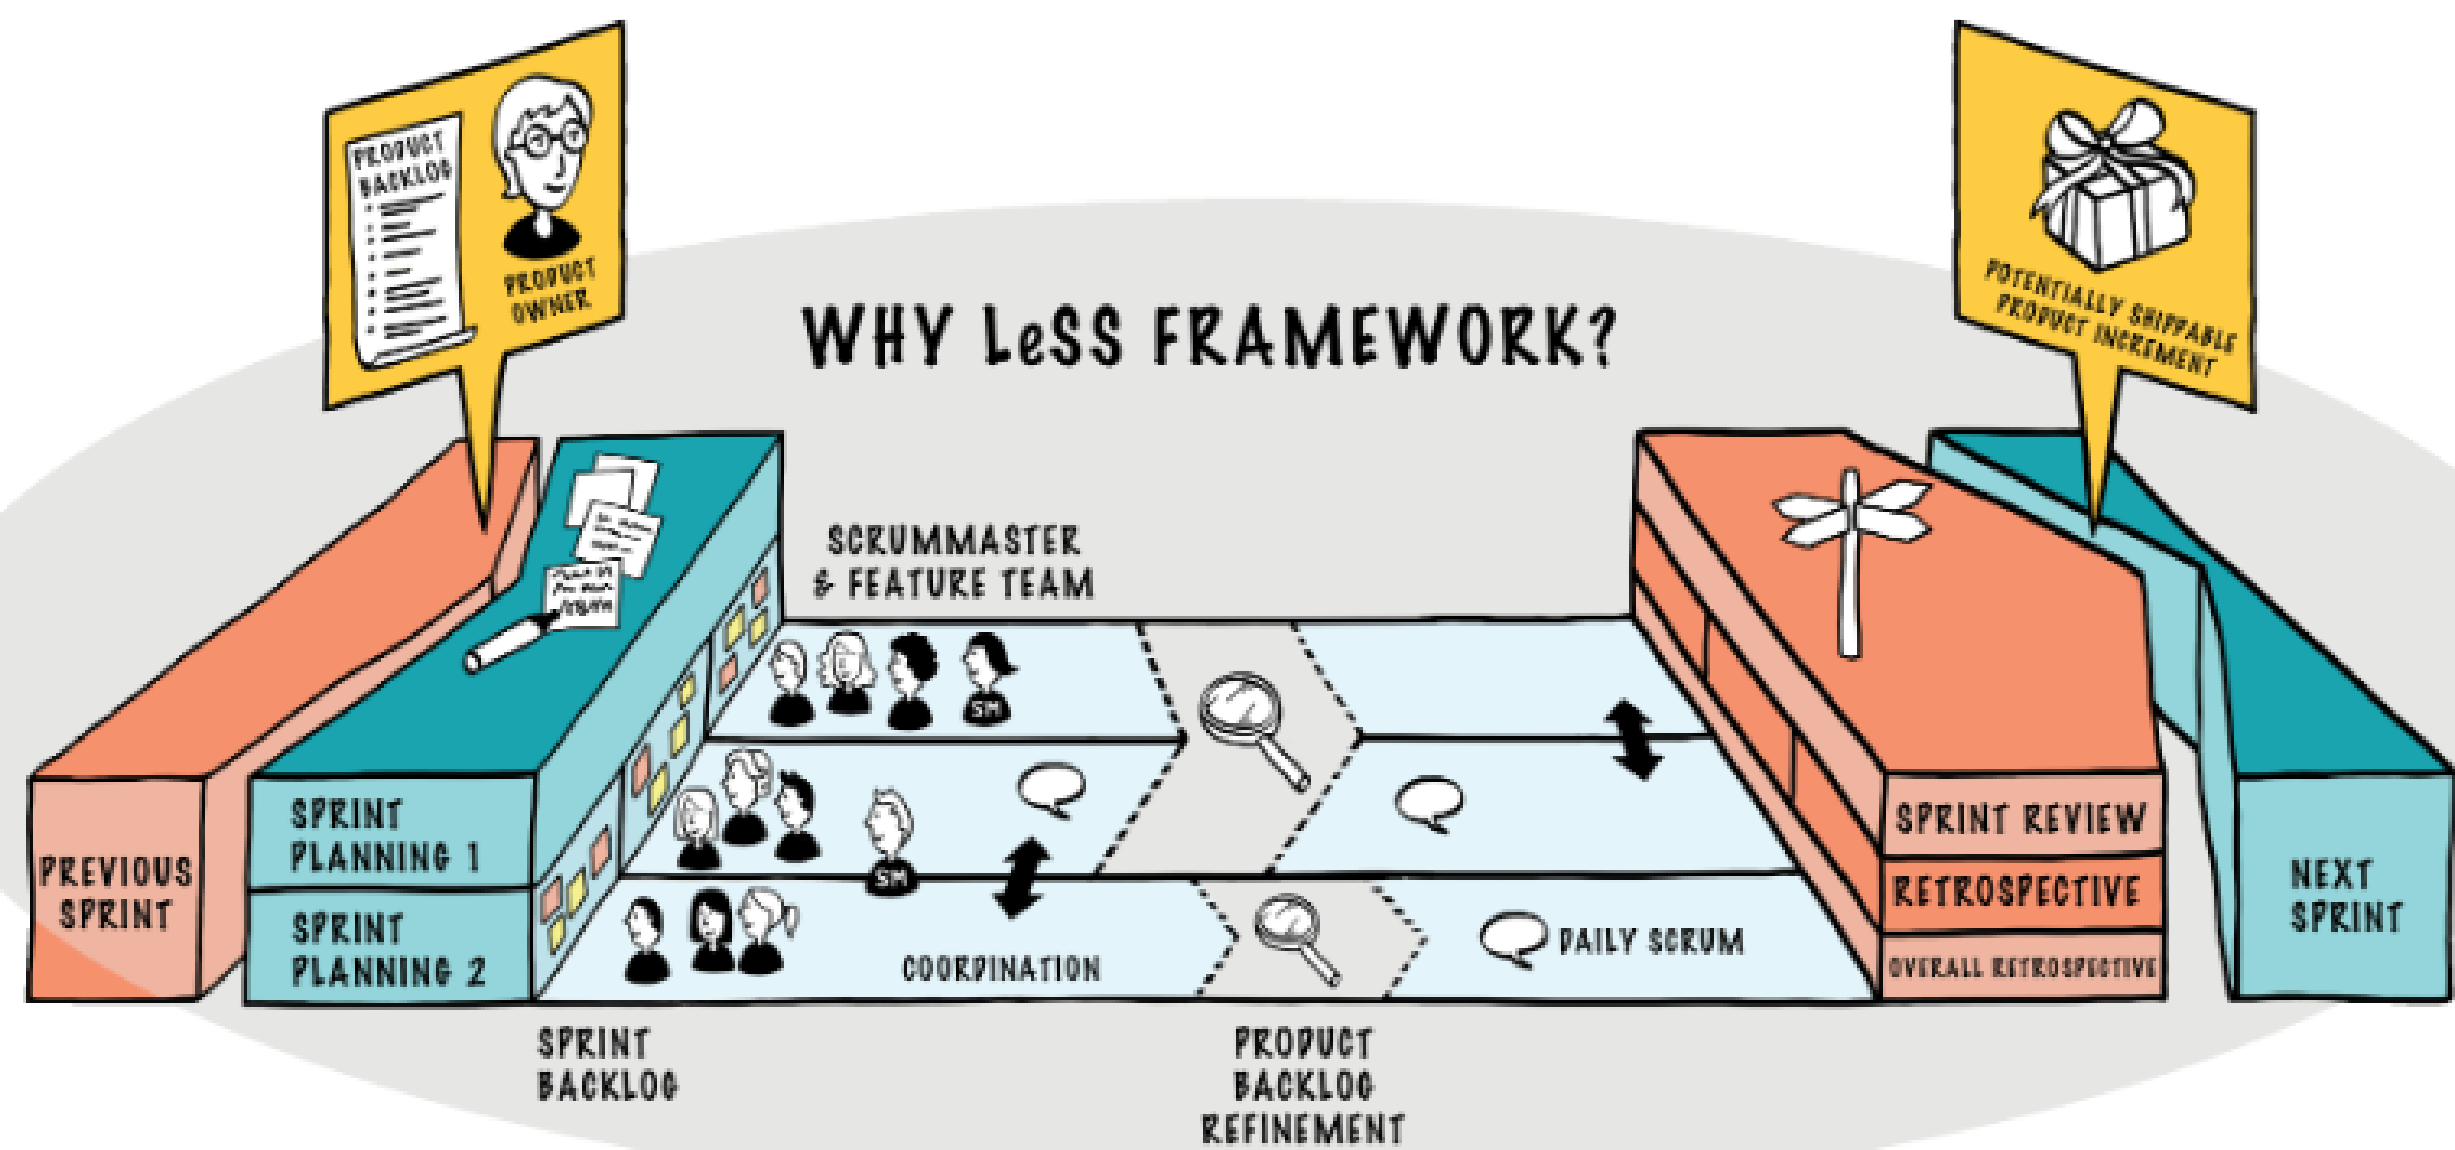 PRODUCT
BACKLOG
PRODUCT
OWNER
POTENTIALLY SHIPPABLE
PRODUCT INCREMENT
WHY LeSS FRAMEWORK?
SCRUMMASTER
& FEATURE TEAM
SM
SM
PREVIOUS
SPRINT
SPRINT
PLANNING 1
SPRINT
PLANNING 2
COORDINATION
DAILY SCRUM
SPRINT REVIEW
RETROSPECTIVE
OVERALL RETROSPECTIVE
NEXT
SPRINT
SPRINT
BACKLOG
PRODUCT
BACKLOG
REFINEMENT